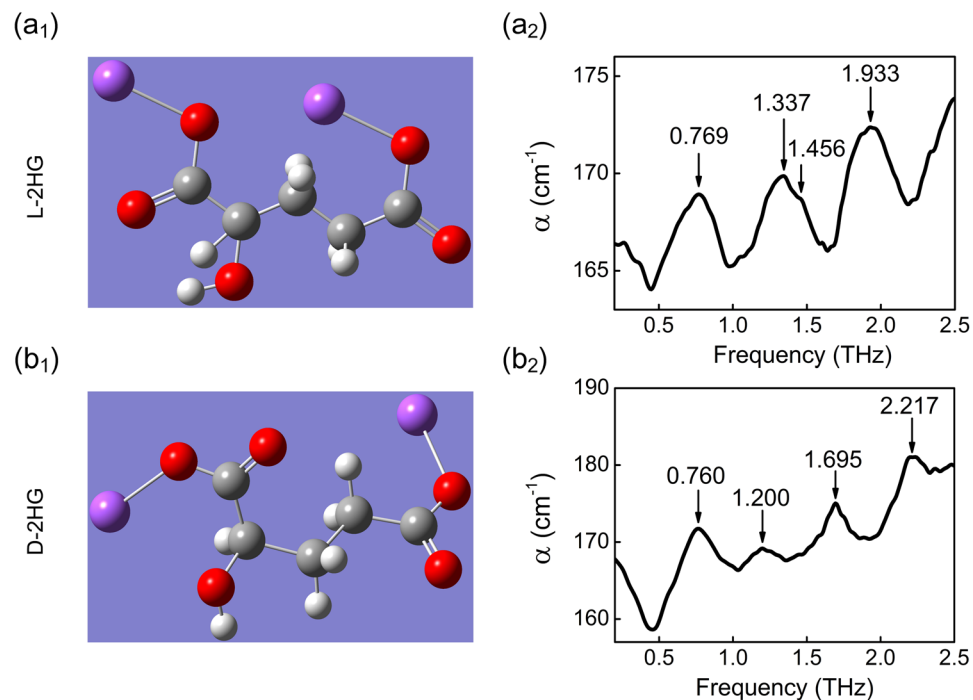 (a₁)
L-2HG
(a₂)
175
170
165
α (cm⁻¹)
0.769
1.337
1.456
1.933
0.5
1.0
1.5
2.0
2.5
Frequency (THz)
(b₁)
D-2HG
(b₂)
190
180
170
160
α (cm⁻¹)
0.760
1.200
1.695
2.217
0.5
1.0
1.5
2.0
2.5
Frequency (THz)